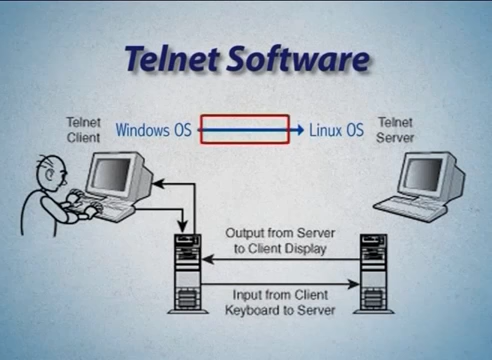 Telnet Software
Telnet
Client
Windows OS
Linux OS
Telnet
Server
Output from Server
to Client Display
Input from Client
Keyboard to Server